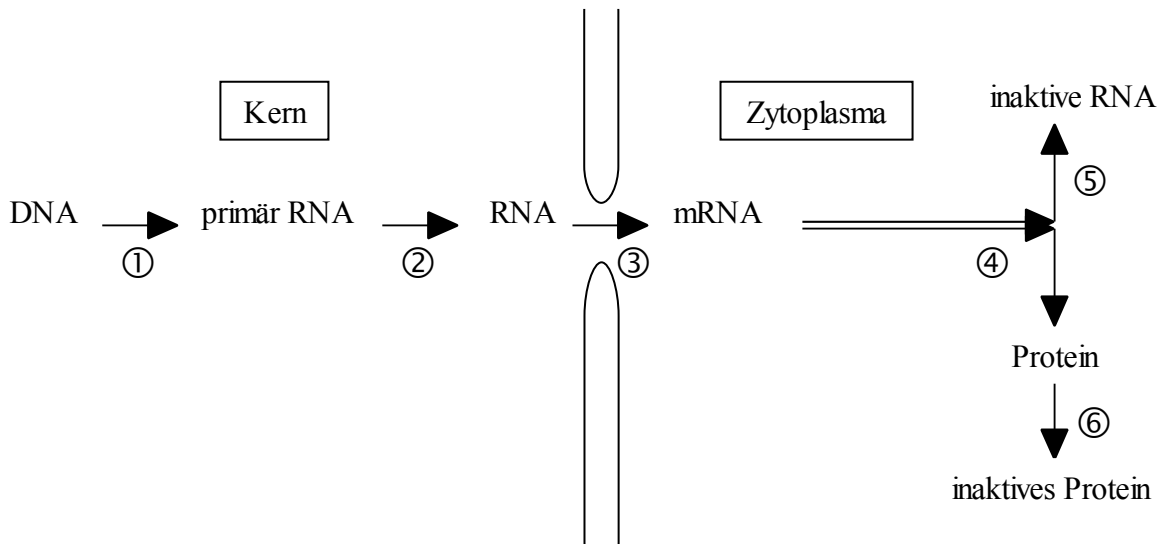 Kern
Zytoplasma
inaktive RNA
⑤
DNA
primär RNA
RNA
mRNA
①
②
③
④
Protein
⑥
inaktives Protein